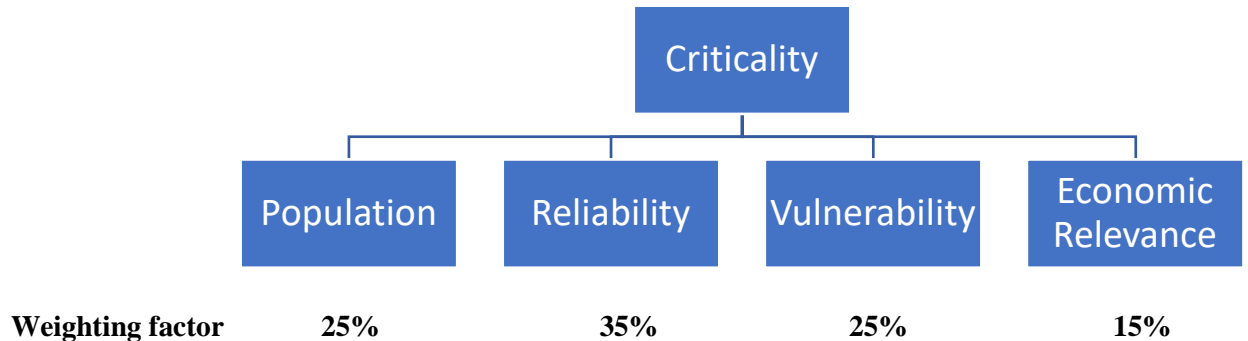 Criticality
Population
Reliability
Vulnerability
Economic
Relevance
Weighting factor 25% 35% 25% 15%